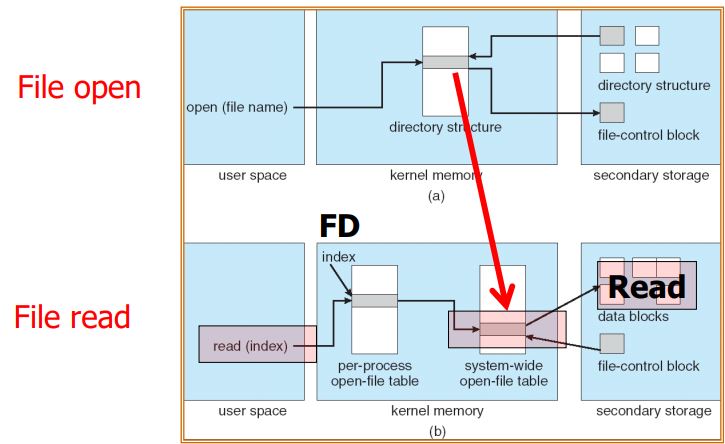 File open
open (file name)
directory structure
directory structure
file-control block
user space
kernel memory
secondary storage
(a)
File read
FD
index
read (index)
per-process
open-file table
system-wide
open-file table
Read
data blocks
file-control block
user space
kernel memory
secondary storage
(b)